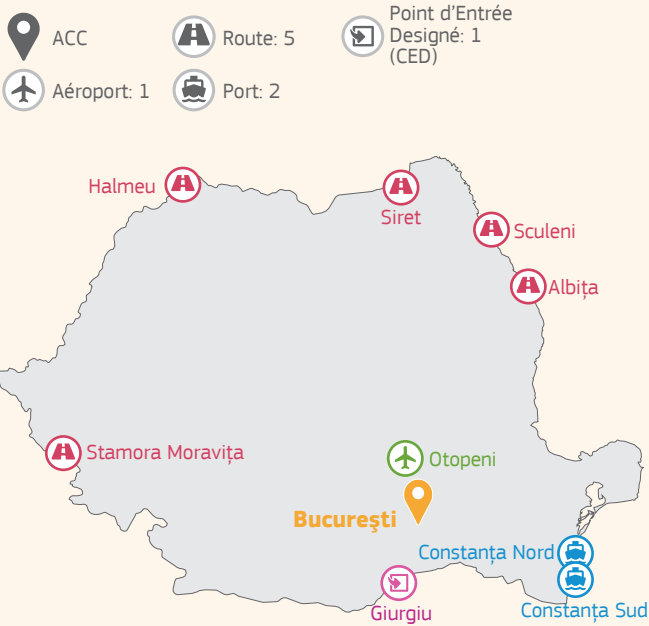 ACC
Route: 5
Point d'Entrée
Designé: 1
(CED)
Aéroport: 1
Port: 2
Halmeu
Siret
Sculeni
Albița
Stamora Moravița
Otopeni
Bucureşti
Constanța Nord
Giurgiu
Constanța Sud